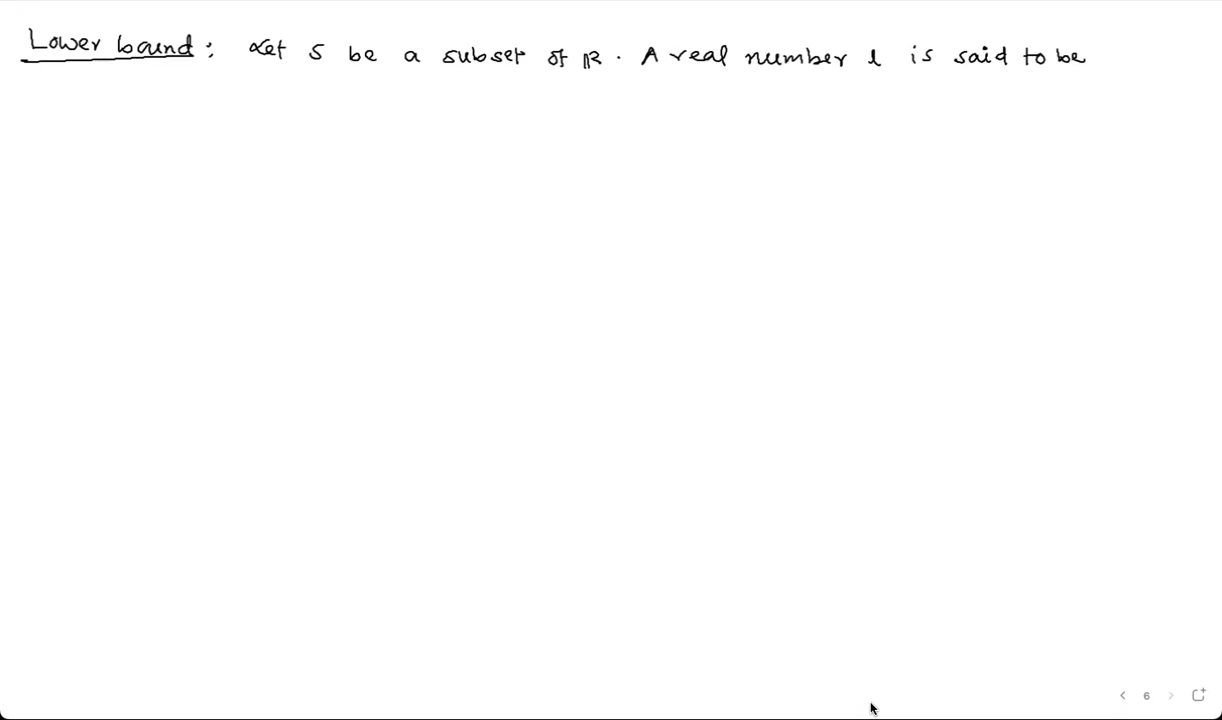 Lower bound : Let S be a subset of ℝ. A real number l is said to be
6